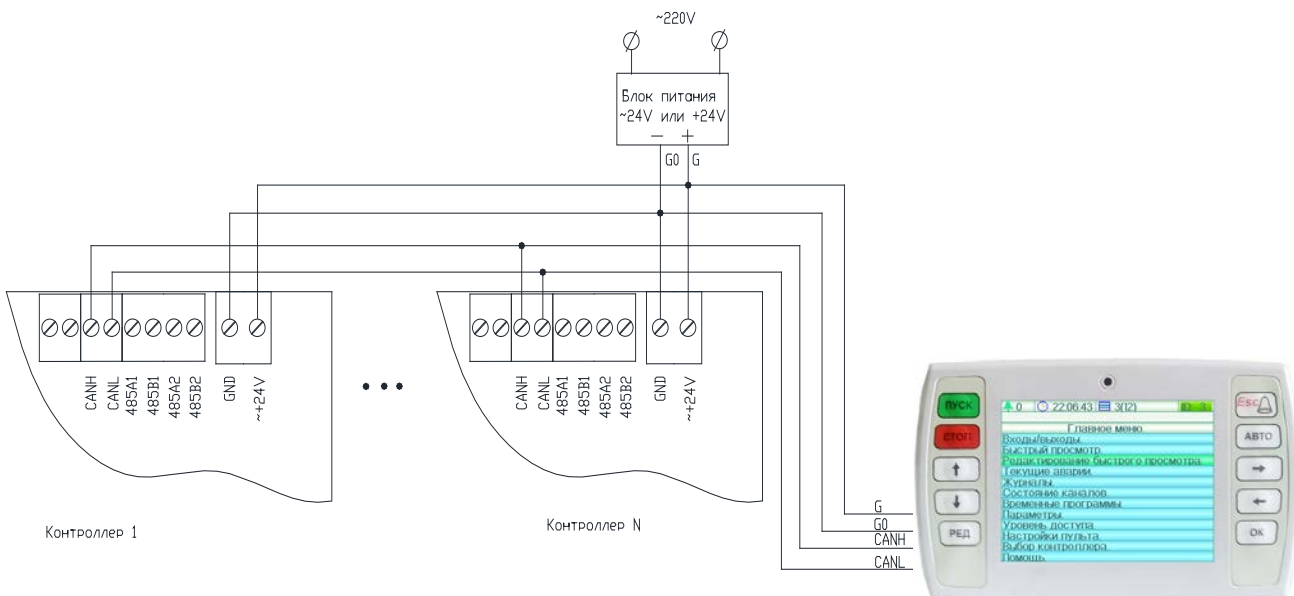 ~220V
Блок питания
~24V или +24V
— +
G0 G
CANH
CANL
485A1
485B1
485A2
485B2
GND
~+24V
CANH
CANL
485A1
485B1
485A2
485B2
GND
~+24V
Контроллер 1
Контроллер N
G
G0
CANH
CANL
ПУСК
СТОП
РЕД
Esc
АВТО
ОК
0 22:06:43 3(12)
Главное меню
Входы/выходы.
Быстрый просмотр.
Редактирование быстрого просмотра.
Текущие аварии.
Журналы.
Состояние каналов.
Временные программы.
Параметры.
Уровень доступа.
Настройки пульта.
Выбор контроллера.
Помощь.